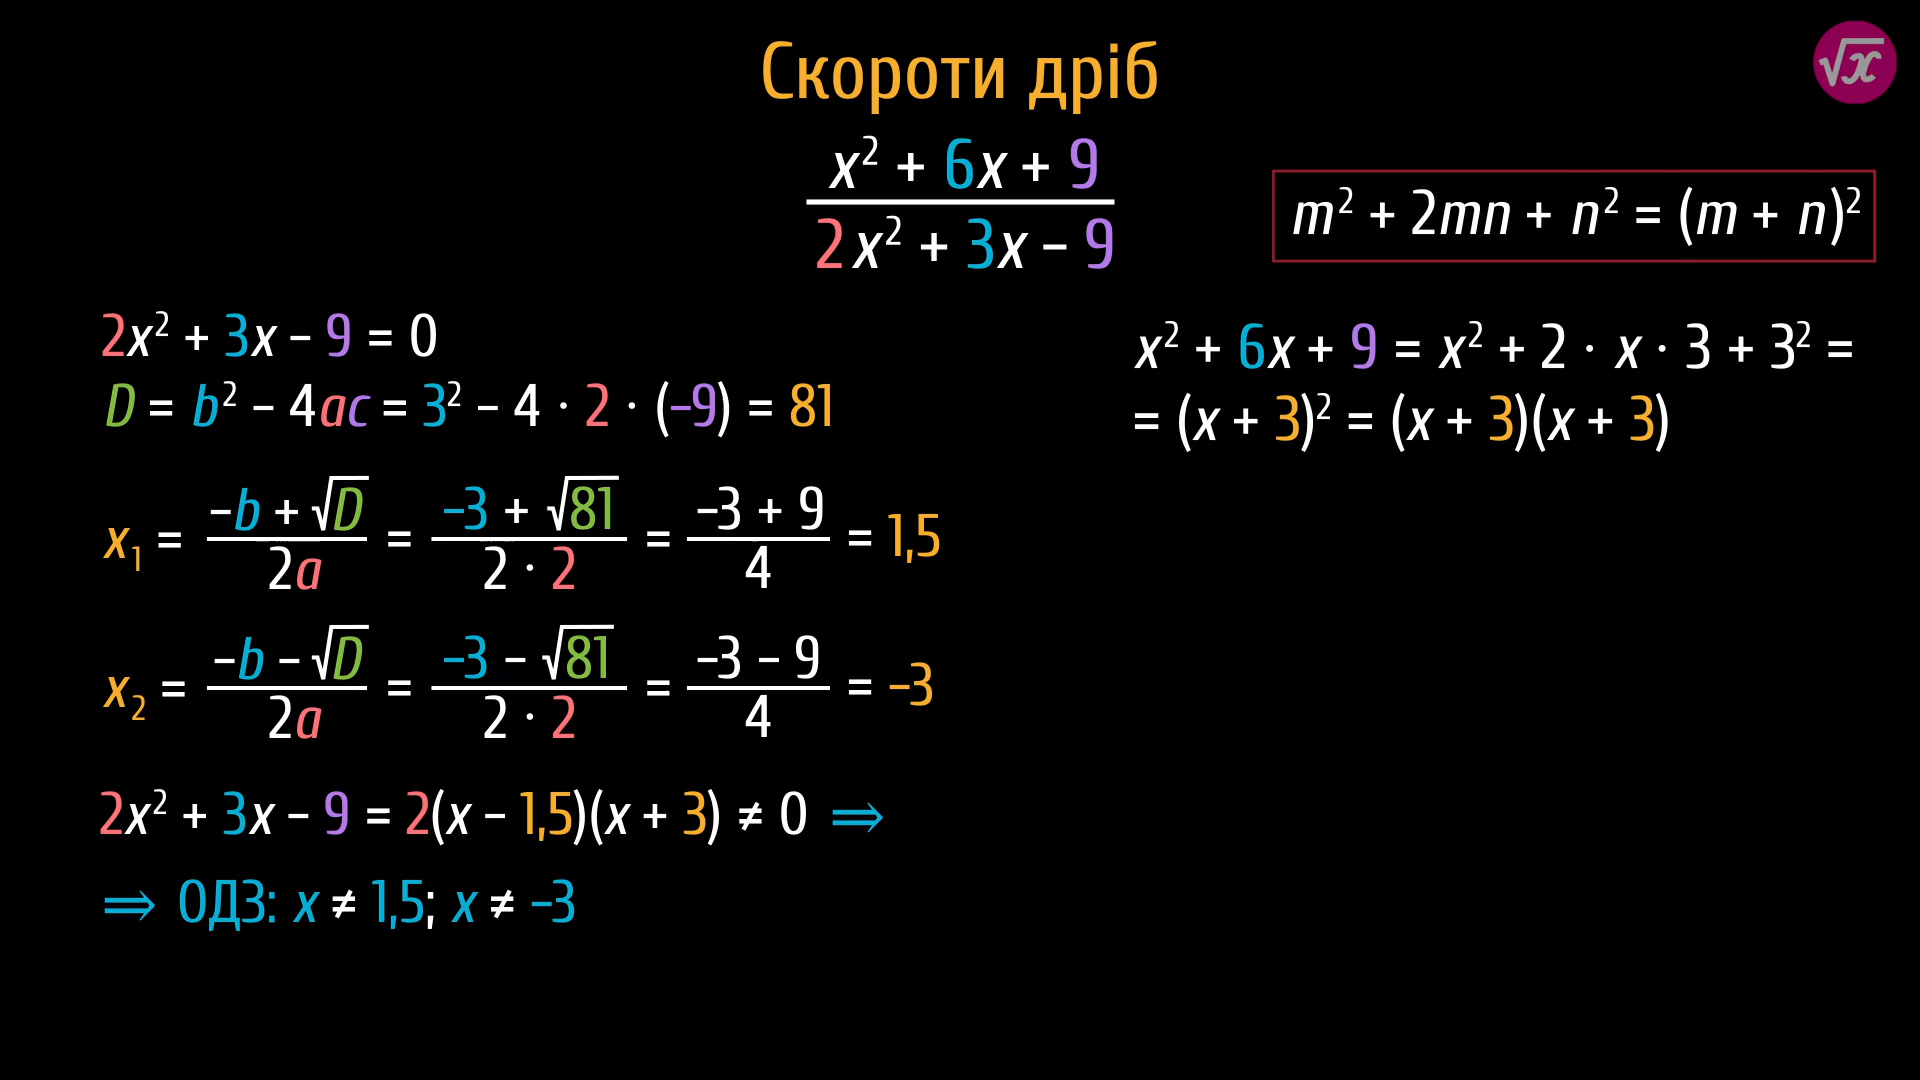 Скороти дріб
√x
x² + 6x + 9
2x² + 3x − 9
m² + 2mn + n² = (m + n)²
2x² + 3x − 9 = 0
D = b² − 4ac = 3² − 4 · 2 · (−9) = 81
x₁ = (−b + √D)/(2a) = (−3 + √81)/(2 · 2) = (−3 + 9)/4 = 1,5
x₂ = (−b − √D)/(2a) = (−3 − √81)/(2 · 2) = (−3 − 9)/4 = −3
2x² + 3x − 9 = 2(x − 1,5)(x + 3) ≠ 0 ⇒
⇒ ОДЗ: x ≠ 1,5; x ≠ −3
x² + 6x + 9 = x² + 2 · x · 3 + 3² =
= (x + 3)² = (x + 3)(x + 3)